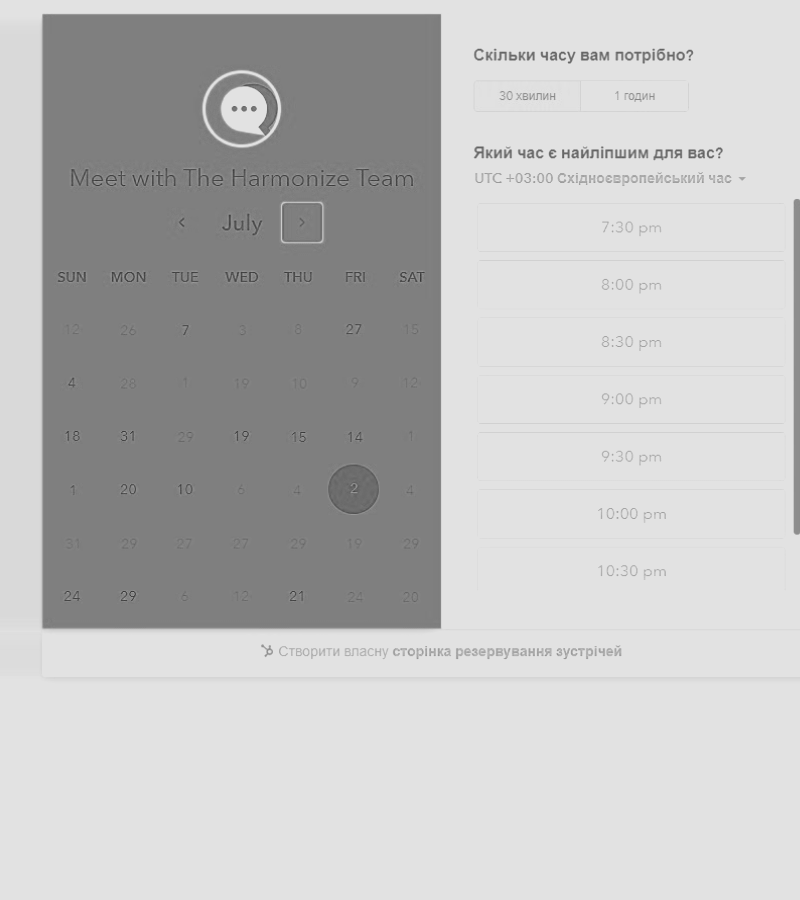 Meet with The Harmonize Team
July
SUN MON TUE WED THU FRI SAT
12 26 7 3 8 27 15
4 28 1 19 10 9 12
18 31 29 19 15 14 1
1 20 10 6 4 2 4
31 29 27 27 29 19 29
24 29 6 12 21 24 20
Скільки часу вам потрібно?
30 хвилин 1 годин
Який час є найліпшим для вас?
UTC +03:00 Східноєвропейський час
7:30 pm
8:00 pm
8:30 pm
9:00 pm
9:30 pm
10:00 pm
10:30 pm
Створити власну сторінка резервування зустрічей